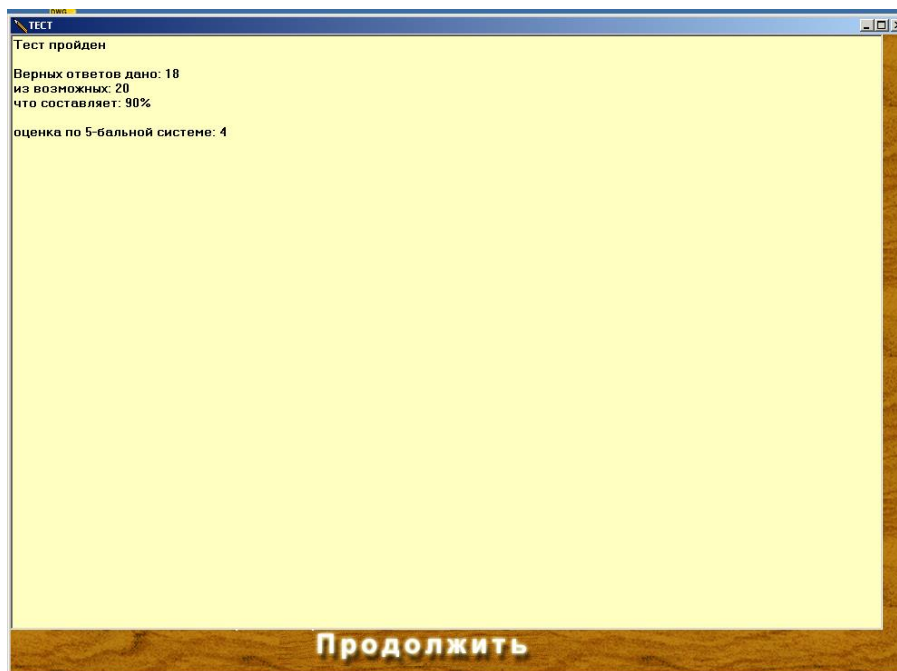 DWG
ТЕСТ
Тест пройден
Верных ответов дано: 18
из возможных: 20
что составляет: 90%
оценка по 5-бальной системе: 4
Продолжить